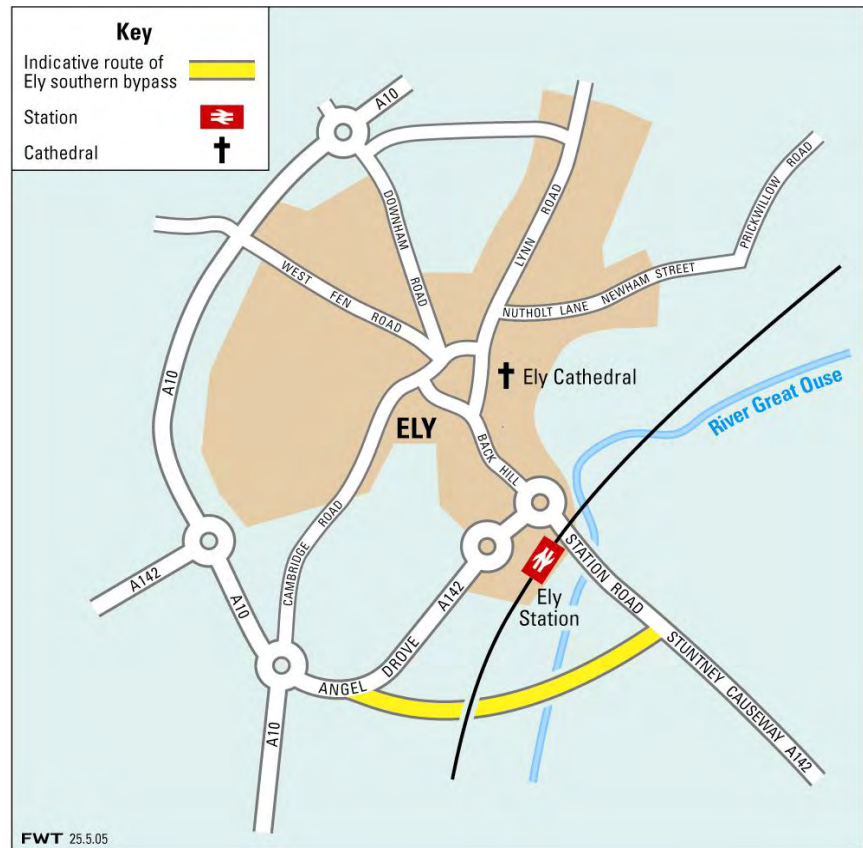 Key
Indicative route of
Ely southern bypass
Station
Cathedral
A10
DOWNHAM ROAD
LYNN ROAD
PRICKWILLOW ROAD
WEST FEN ROAD
NUTHOLT LANE NEWHAM STREET
A10
Ely Cathedral
River Great Ouse
ELY
BACK HILL
CAMBRIDGE ROAD
STATION ROAD
A142
A142
Ely
Station
A10
ANGEL DROVE
STUNTNEY CAUSEWAY A142
A10
FWT 25.5.05